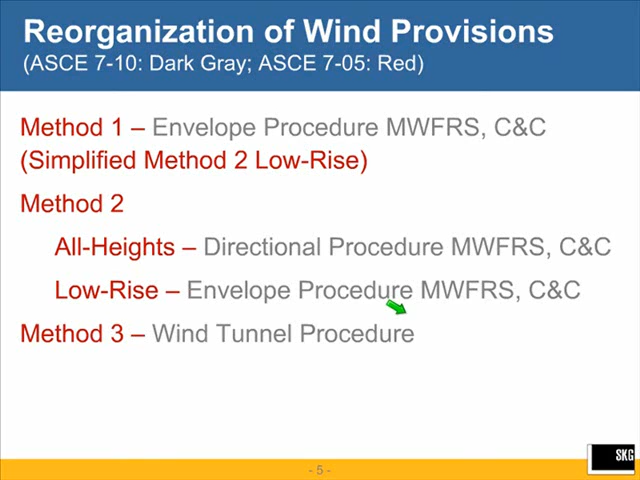 Reorganization of Wind Provisions
(ASCE 7-10: Dark Gray; ASCE 7-05: Red)
Method 1 – Envelope Procedure MWFRS, C&C
(Simplified Method 2 Low-Rise)
Method 2
All-Heights – Directional Procedure MWFRS, C&C
Low-Rise – Envelope Procedure MWFRS, C&C
Method 3 – Wind Tunnel Procedure
SKG
- 5 -